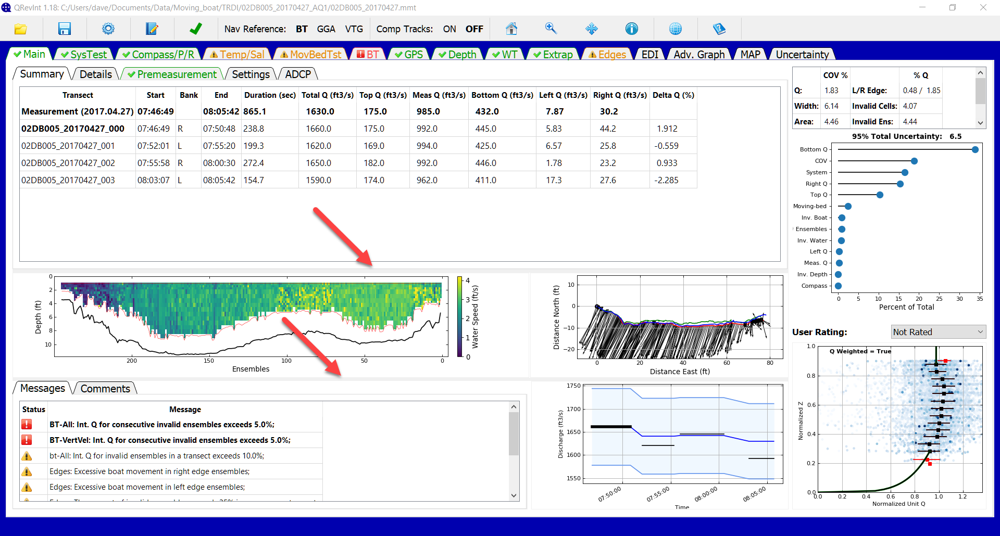 QRevInt 1.18: C:/Users/dave/Documents/Data/Moving_boat/TRDI/02DB005_20170427_AQ1/02DB005_20170427.mmt
Nav Reference: BT GGA VTG Comp Tracks: ON OFF
Main SysTest Compass/P/R Temp/Sal MovBedTst BT GPS Depth WT Extrap Edges EDI Adv. Graph MAP Uncertainty
Summary Details Premeasurement Settings ADCP
Transect Start Bank End Duration (sec) Total Q (ft3/s) Top Q (ft3/s) Meas Q (ft3/s) Bottom Q (ft3/s) Left Q (ft3/s) Right Q (ft3/s) Delta Q (%)
Measurement (2017.04.27) 07:46:49 08:05:42 865.1 1630.0 175.0 985.0 432.0 7.87 30.2
02DB005_20170427_000 07:46:49 R 07:50:48 238.8 1660.0 175.0 992.0 445.0 5.83 44.2 1.912
02DB005_20170427_001 07:52:01 L 07:55:20 199.3 1620.0 169.0 994.0 425.0 6.57 25.8 -0.559
02DB005_20170427_002 07:55:58 R 08:00:30 272.4 1650.0 182.0 992.0 446.0 1.78 23.2 0.933
02DB005_20170427_003 08:03:07 L 08:05:42 154.7 1590.0 174.0 962.0 411.0 17.3 27.6 -2.285
COV % % Q
Q: 1.83 L/R Edge: 0.48 / 1.85
Width: 6.14 Invalid Cells: 4.07
Area: 4.46 Invalid Ens: 4.44
95% Total Uncertainty: 6.5
Bottom Q
COV
System
Right Q
Top Q
Moving-bed
Inv. Boat
Ensembles
Inv. Water
Left Q
Meas. Q
Inv. Depth
Compass
0 5 10 15 20 25 30 35
Percent of Total
User Rating: Not Rated
Depth (ft)
0
2
4
6
8
10
200 150 100 50 0
Ensembles
4
3
2
1
0
Water Speed (ft/s)
Distance North (ft)
10
0
−10
−20
0 20 40 60 80
Distance East (ft)
Messages Comments
Status Message
BT-All: Int. Q for consecutive invalid ensembles exceeds 5.0%;
BT-VertVel: Int. Q for consecutive invalid ensembles exceeds 5.0%;
bt-All: Int. Q for invalid ensembles in a transect exceeds 10.0%;
Edges: Excessive boat movement in right edge ensembles;
Edges: Excessive boat movement in left edge ensembles;
Discharge (ft3/s)
1750
1700
1650
1600
1550
07:50:00 07:55:00 08:00:00 08:05:00
Time
Q Weighted = True
Normalized Z
1.0
0.8
0.6
0.4
0.2
0.0
0.0 0.2 0.4 0.6 0.8 1.0 1.2
Normalized Unit Q